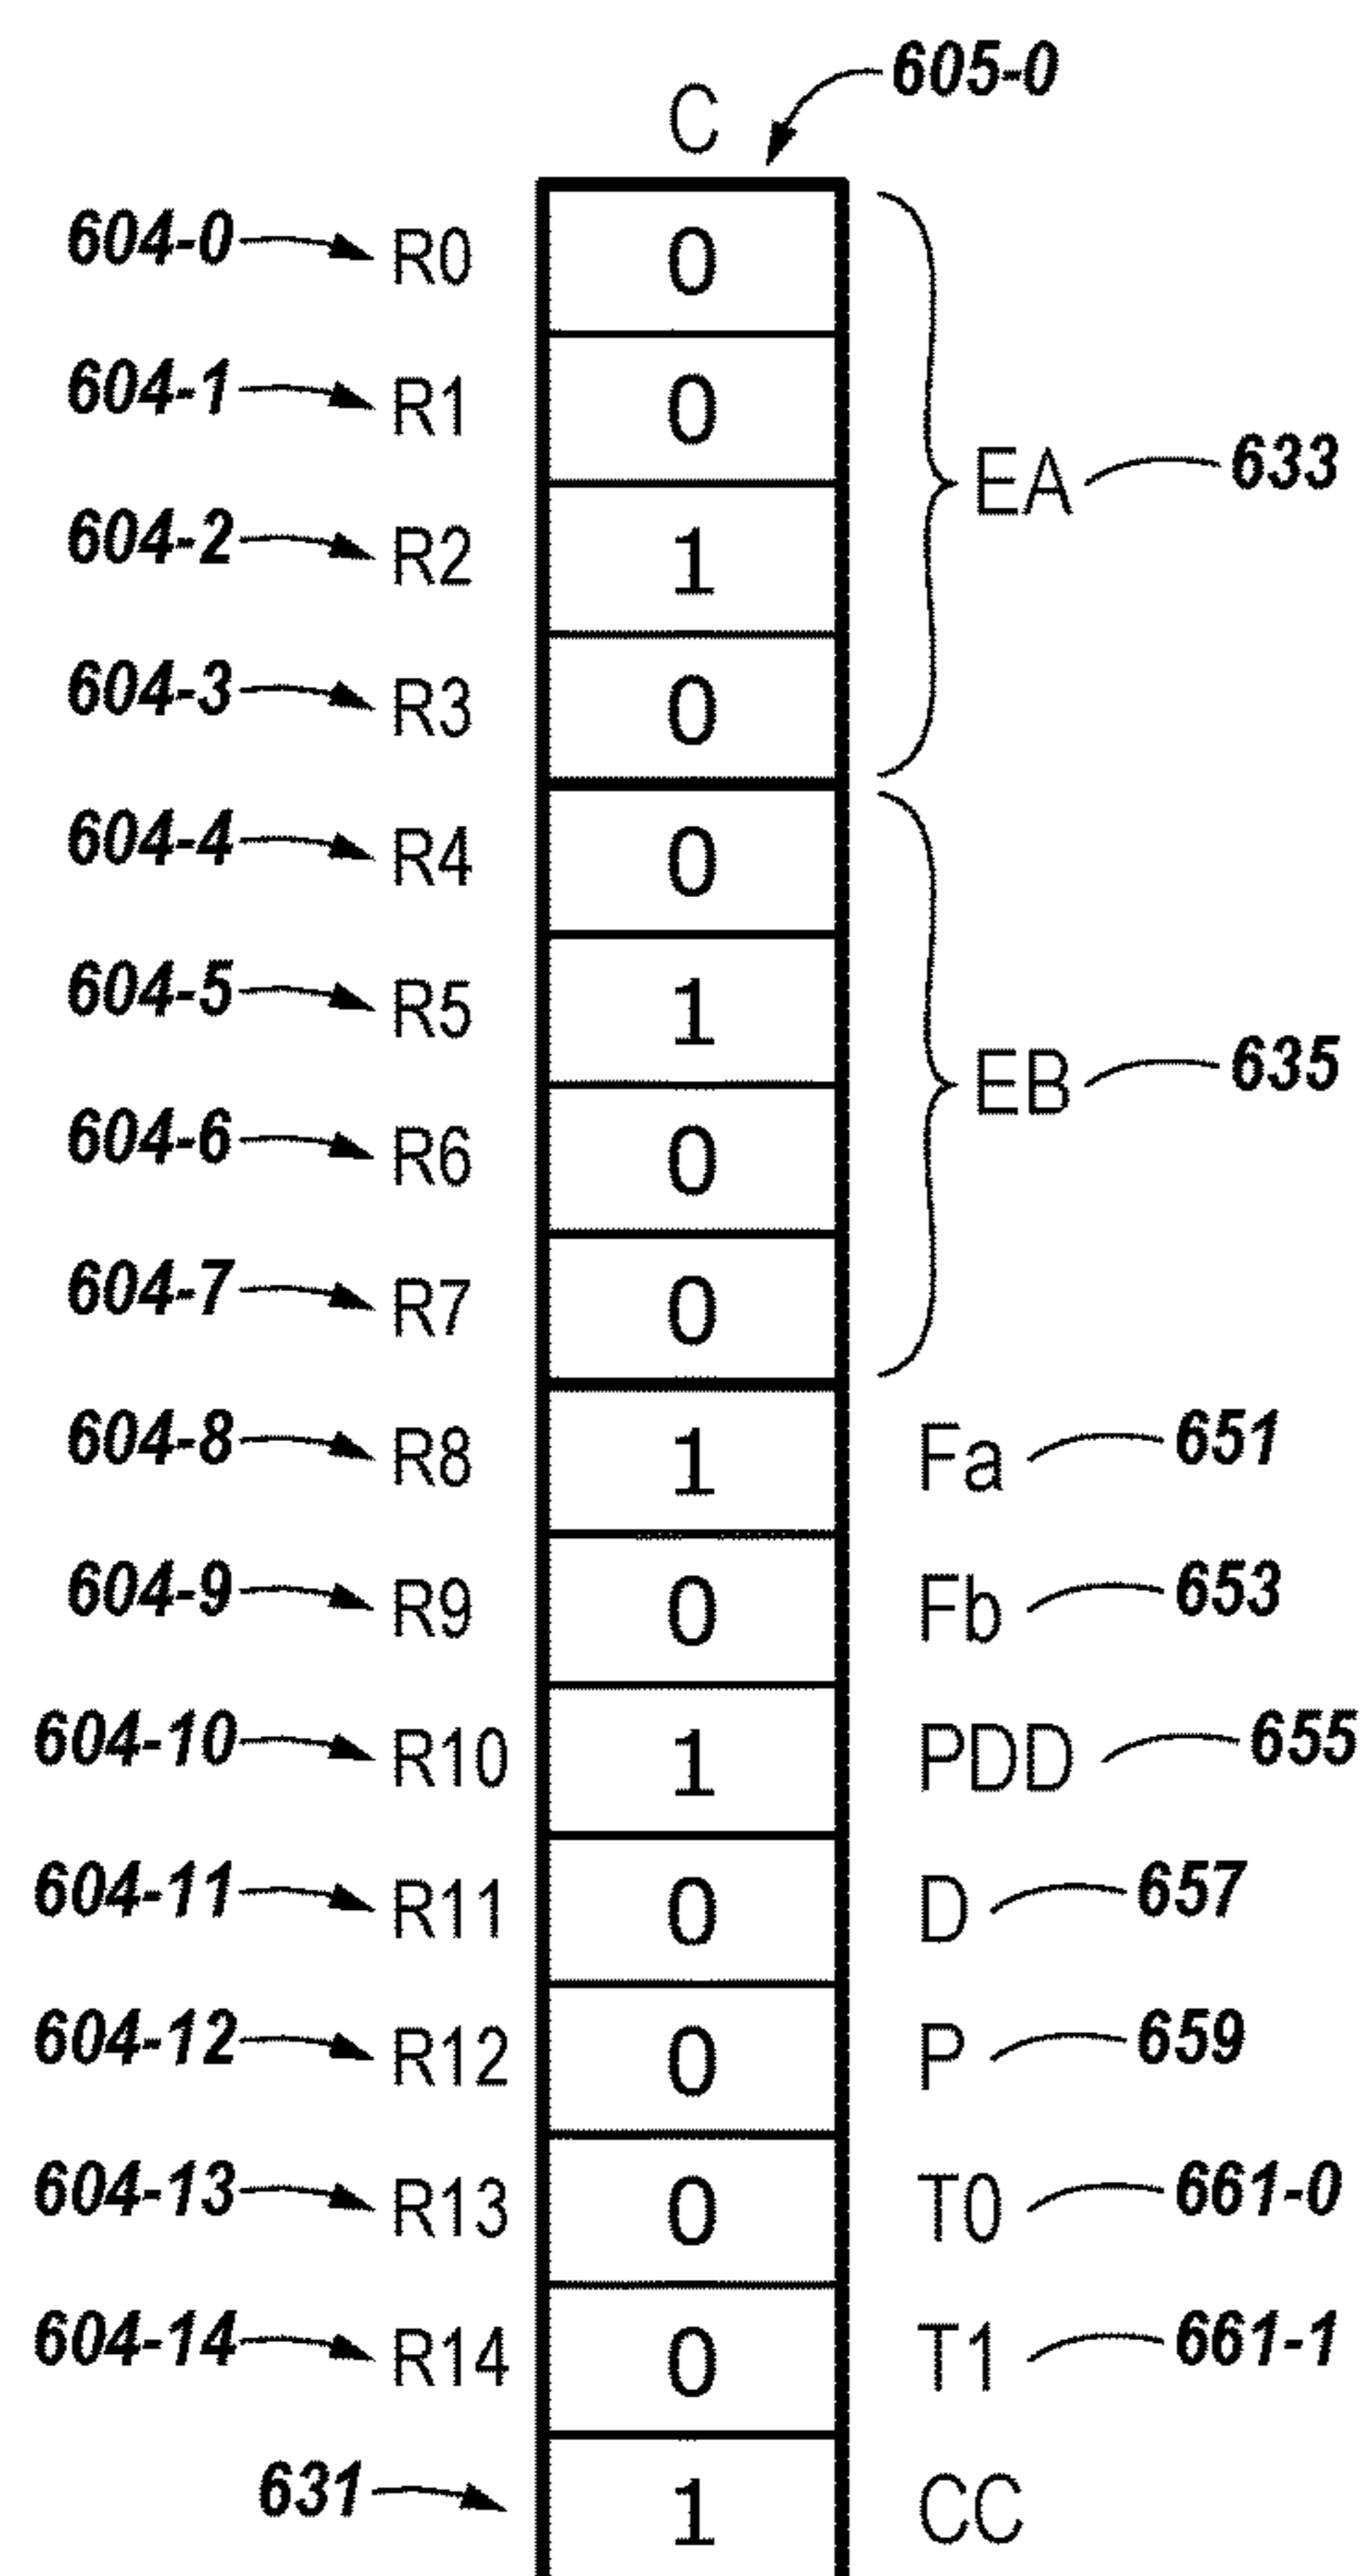 605-0
C
604-0 R0 0
604-1 R1 0
EA 633
604-2 R2 1
604-3 R3 0
604-4 R4 0
604-5 R5 1
EB 635
604-6 R6 0
604-7 R7 0
604-8 R8 1 Fa 651
604-9 R9 0 Fb 653
604-10 R10 1 PDD 655
604-11 R11 0 D 657
604-12 R12 0 P 659
604-13 R13 0 T0 661-0
604-14 R14 0 T1 661-1
631 1 CC